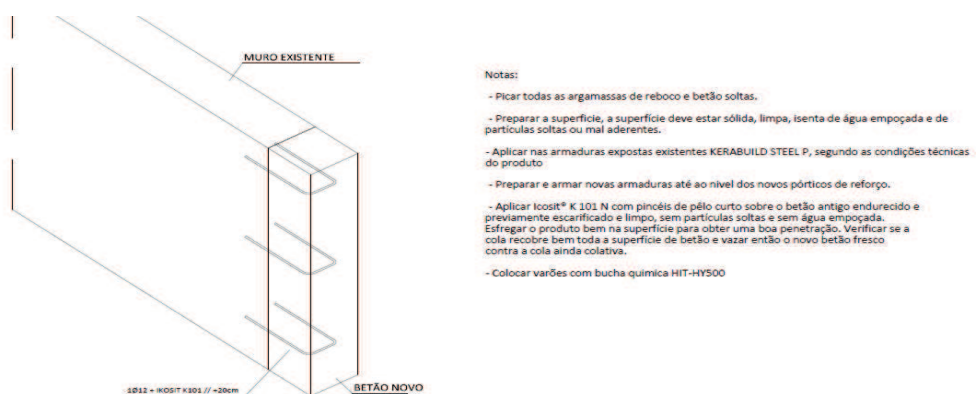 MURO EXISTENTE
Notas:
- Picar todas as argamassas de reboco e betão soltas.
- Preparar a superficie, a superfície deve estar sólida, limpa, isenta de água empoçada e de
partículas soltas ou mal aderentes.
- Aplicar nas armaduras expostas existentes KERABUILD STEEL P, segundo as condições técnicas
do produto
- Preparar e armar novas armaduras até ao nivel dos novos pórticos de reforço.
- Aplicar Icosit® K 101 N com pincéis de pêlo curto sobre o betão antigo endurecido e
previamente escarificado e limpo, sem partículas soltas e sem água empoçada.
Esfregar o produto bem na superfície para obter uma boa penetração. Verificar se a
cola recobre bem toda a superfície de betão e vazar então o novo betão fresco
contra a cola ainda colativa.
- Colocar varões com bucha quimica HIT-HY500
1Ø12 + IKOSIT K101 // +20cm
BETÃO NOVO